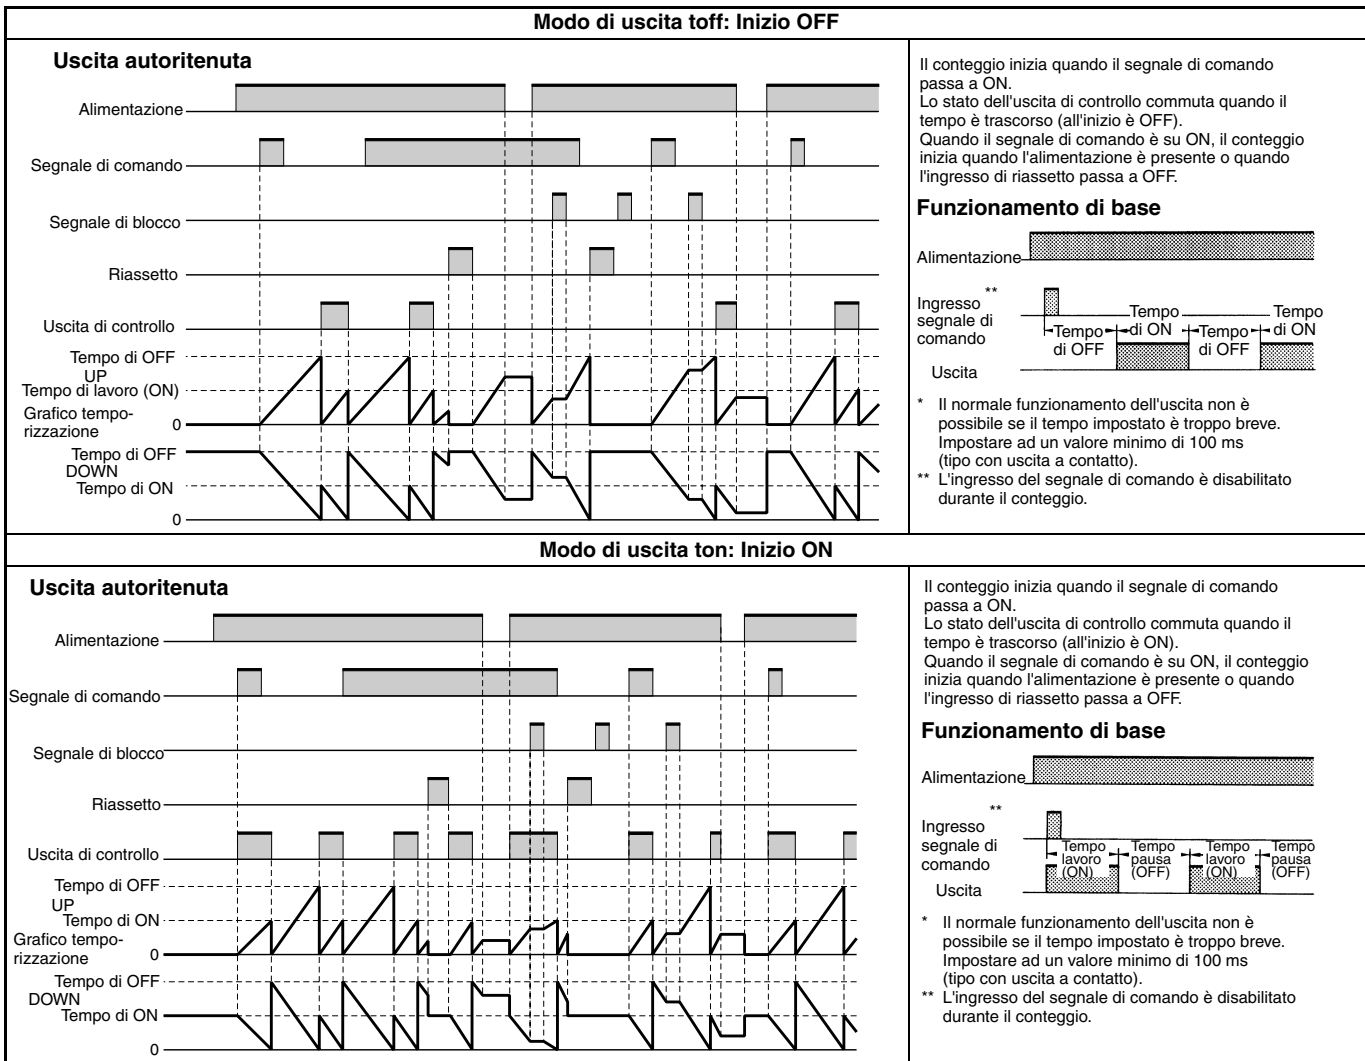 Modo di uscita toff: Inizio OFF
Uscita autoritenuta
Alimentazione
Segnale di comando
Segnale di blocco
Riassetto
Uscita di controllo
Tempo di OFF
UP
Tempo di lavoro (ON)
Grafico tempo-
rizzazione
0
Tempo di OFF
DOWN
Tempo di ON
0
Il conteggio inizia quando il segnale di comando
passa a ON.
Lo stato dell'uscita di controllo commuta quando il
tempo è trascorso (all'inizio è OFF).
Quando il segnale di comando è su ON, il conteggio
inizia quando l'alimentazione è presente o quando
l'ingresso di riassetto passa a OFF.
Funzionamento di base
Alimentazione
**
Ingresso
segnale di
comando
Tempo
di OFF
Tempo
di ON
Tempo
di OFF
Tempo
di ON
Uscita
* Il normale funzionamento dell'uscita non è
possibile se il tempo impostato è troppo breve.
Impostare ad un valore minimo di 100 ms
(tipo con uscita a contatto).
** L'ingresso del segnale di comando è disabilitato
durante il conteggio.
Modo di uscita ton: Inizio ON
Uscita autoritenuta
Alimentazione
Segnale di comando
Segnale di blocco
Riassetto
Uscita di controllo
Tempo di OFF
UP
Tempo di ON
Grafico tempo-
rizzazione
0
Tempo di OFF
DOWN
Tempo di ON
0
Il conteggio inizia quando il segnale di comando
passa a ON.
Lo stato dell'uscita di controllo commuta quando il
tempo è trascorso (all'inizio è ON).
Quando il segnale di comando è su ON, il conteggio
inizia quando l'alimentazione è presente o quando
l'ingresso di riassetto passa a OFF.
Funzionamento di base
Alimentazione
**
Ingresso
segnale di
comando
Tempo
lavoro
(ON)
Tempo
pausa
(OFF)
Tempo
lavoro
(ON)
Tempo
pausa
(OFF)
Uscita
* Il normale funzionamento dell'uscita non è
possibile se il tempo impostato è troppo breve.
Impostare ad un valore minimo di 100 ms
(tipo con uscita a contatto).
** L'ingresso del segnale di comando è disabilitato
durante il conteggio.